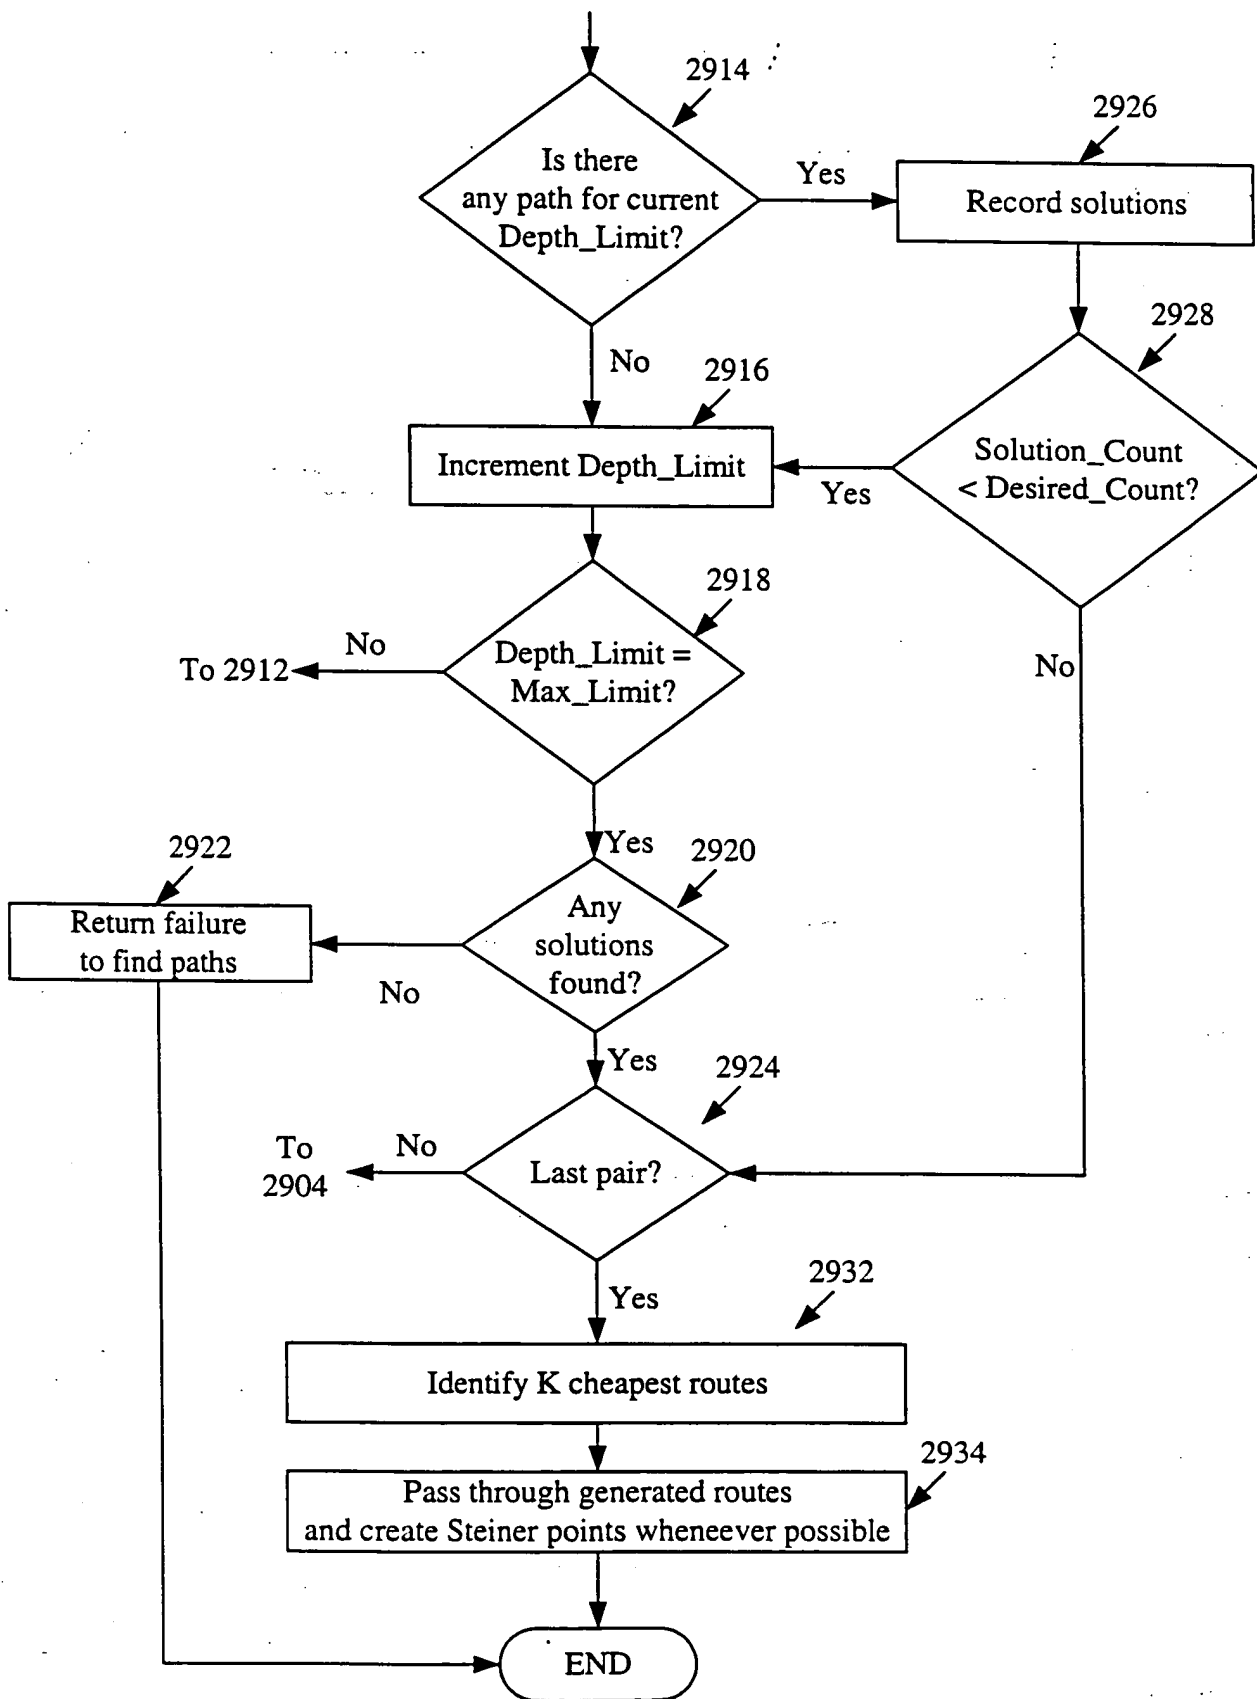 2914
Is there
any path for current
Depth_Limit?
Yes
2926
Record solutions
No
2916
Increment Depth_Limit
2928
Solution_Count
< Desired_Count?
Yes
No
2918
Depth_Limit =
Max_Limit?
No
To 2912
Yes
2920
Any
solutions
found?
No
2922
Return failure
to find paths
Yes
2924
Last pair?
No
To
2904
Yes
2932
Identify K cheapest routes
2934
Pass through generated routes
and create Steiner points wheneever possible
END